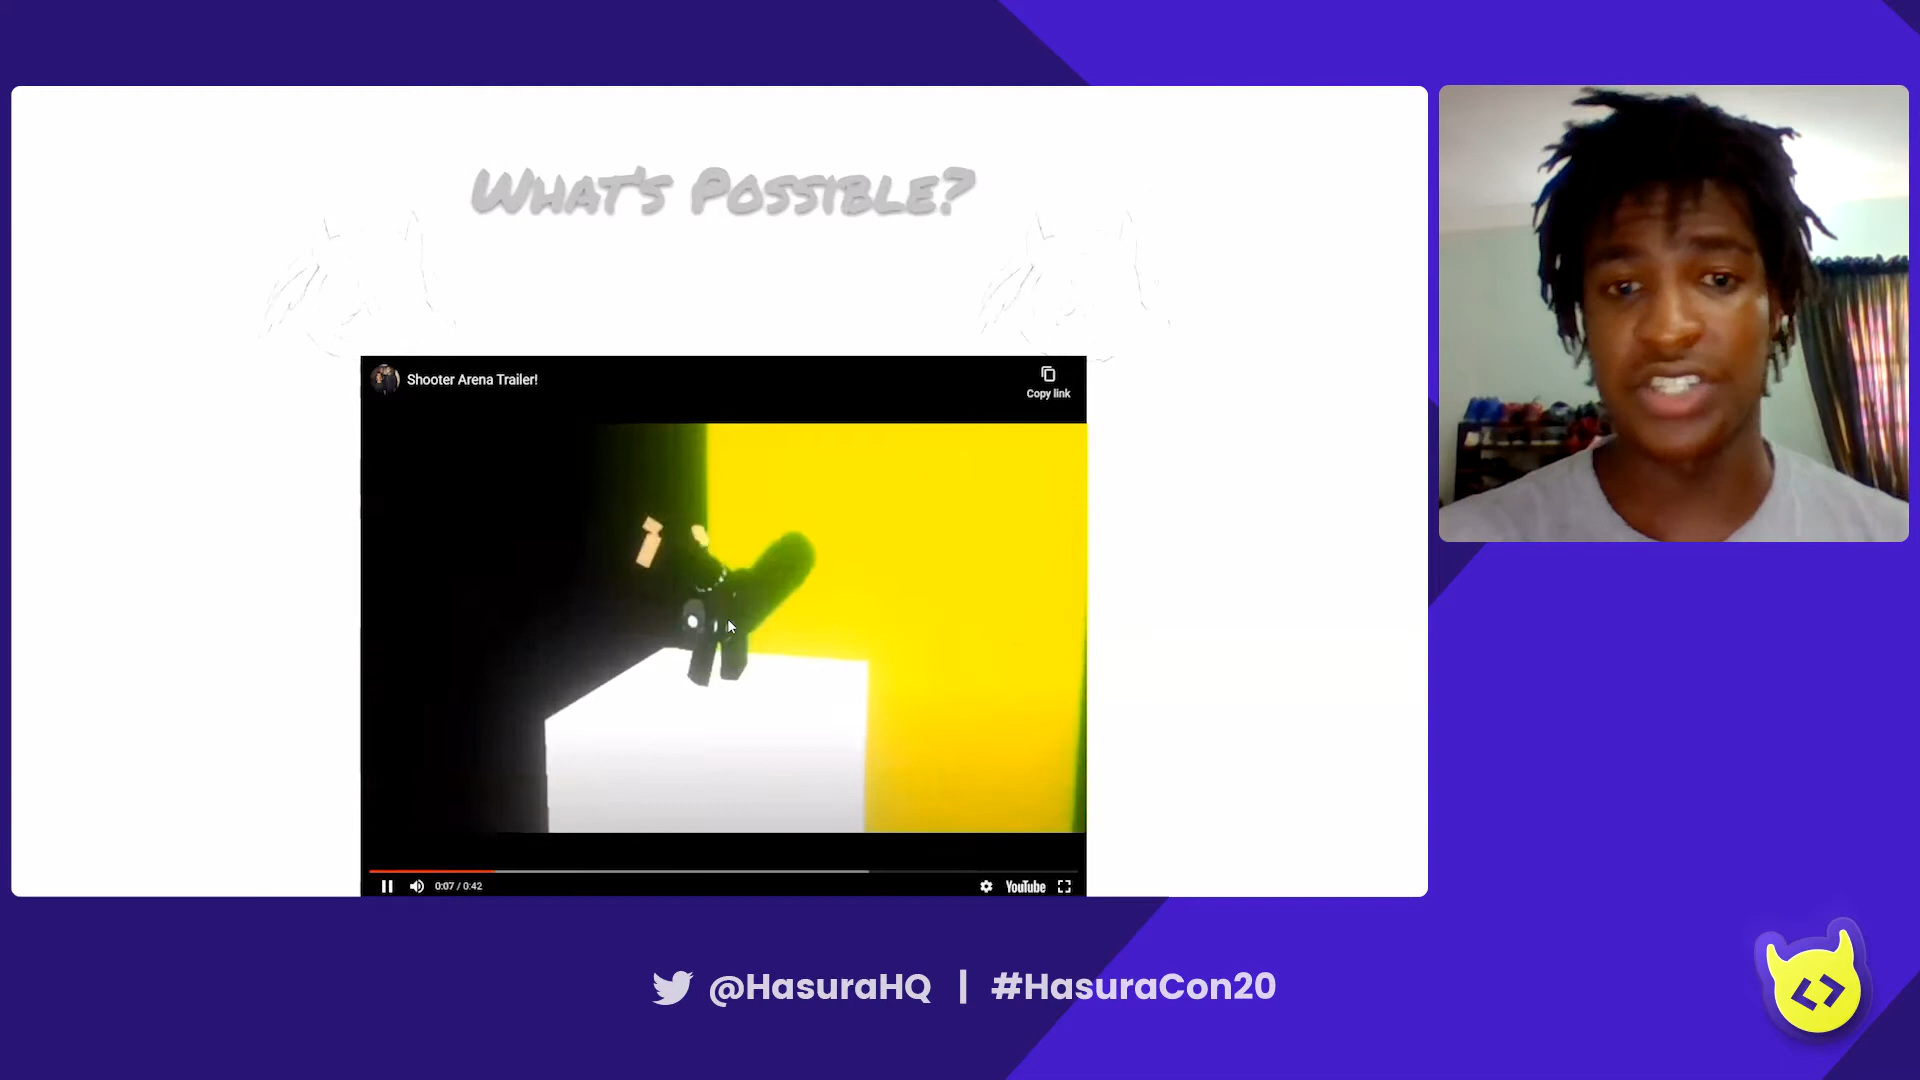 What's Possible?
Shooter Arena Trailer!
Copy link
0:07 / 0:42
YouTube
@HasuraHQ | #HasuraCon20